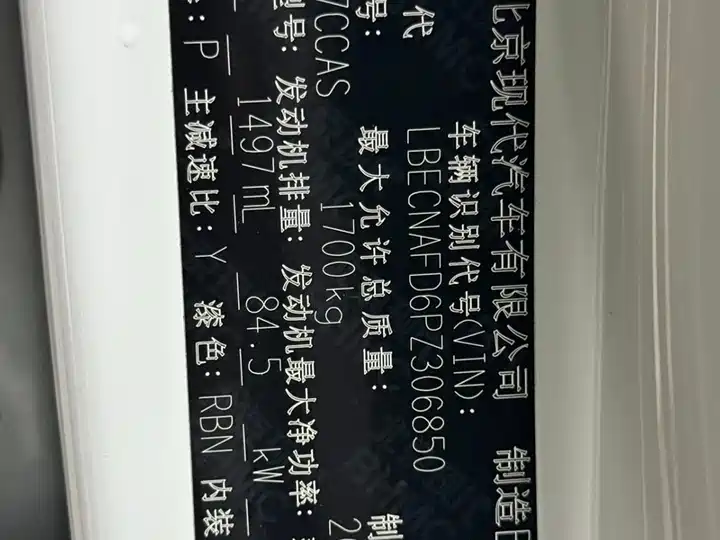 北京现代汽车有限公司 制造
代 车辆识别代号(VIN):
LBECNAFD6PZ306850
号: 最大允许总质量: 制
7CCAS 1700kg 20
型号: 发动机排量: 发动机最大净功率:
P 1497mL 84.5 kW
主减速比: Y 漆色: RBN 内装